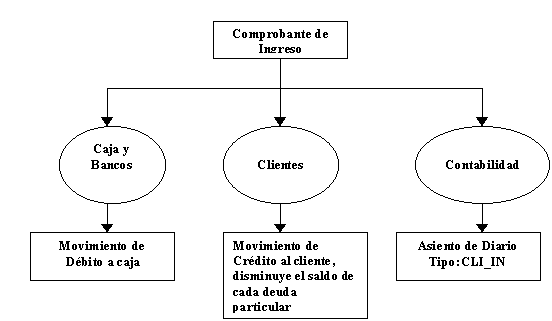 Comprobante de
Ingreso
Caja y
Bancos
Clientes
Contabilidad
Movimiento de
Débito a caja
Movimiento de
Crédito al cliente,
disminuye el saldo de
cada deuda
particular
Asiento de Diario
Tipo:CLI_IN